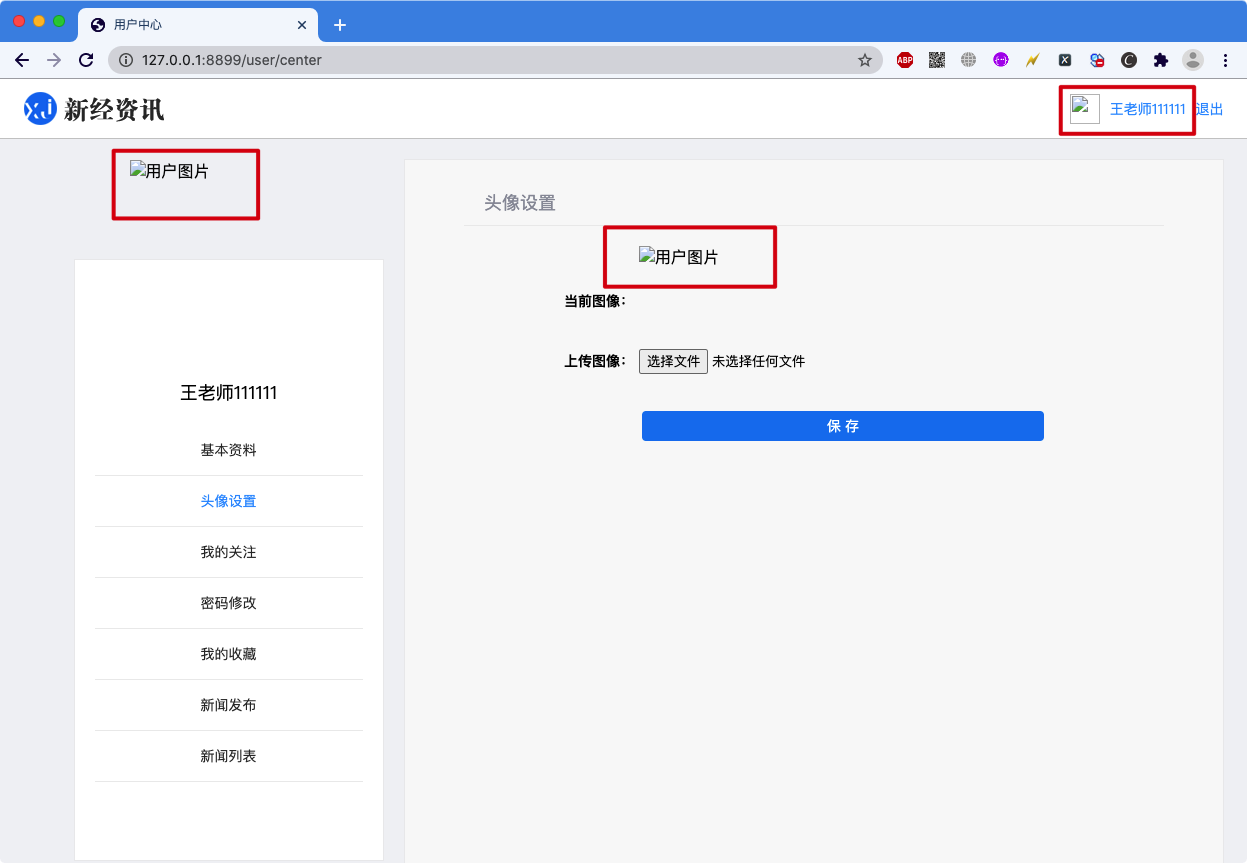 用户中心
127.0.0.1:8899/user/center
ABP
新经资讯
王老师111111 退出
用户图片
头像设置
用户图片
当前图像：
上传图像： 选择文件 未选择任何文件
保 存
王老师111111
基本资料
头像设置
我的关注
密码修改
我的收藏
新闻发布
新闻列表